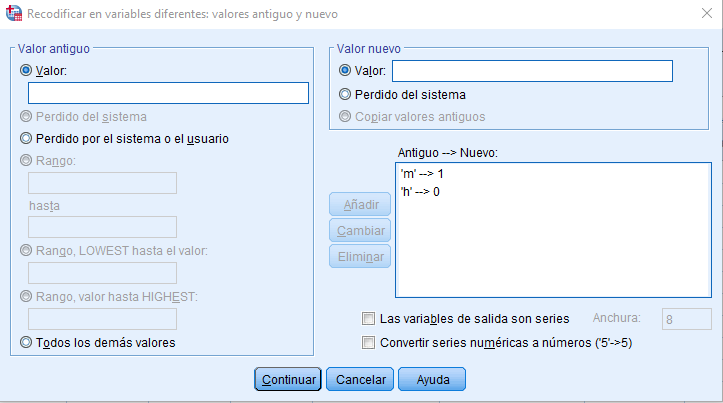 Recodificar en variables diferentes: valores antiguo y nuevo
Valor antiguo
Valor:
Perdido del sistema
Perdido por el sistema o el usuario
Rango:
hasta
Rango, LOWEST hasta el valor:
Rango, valor hasta HIGHEST:
Todos los demás valores
Valor nuevo
Valor:
Perdido del sistema
Copiar valores antiguos
Antiguo --> Nuevo:
'm' --> 1
'h' --> 0
Añadir
Cambiar
Eliminar
Las variables de salida son series
Anchura: 8
Convertir series numéricas a números ('5'->5)
Continuar Cancelar Ayuda